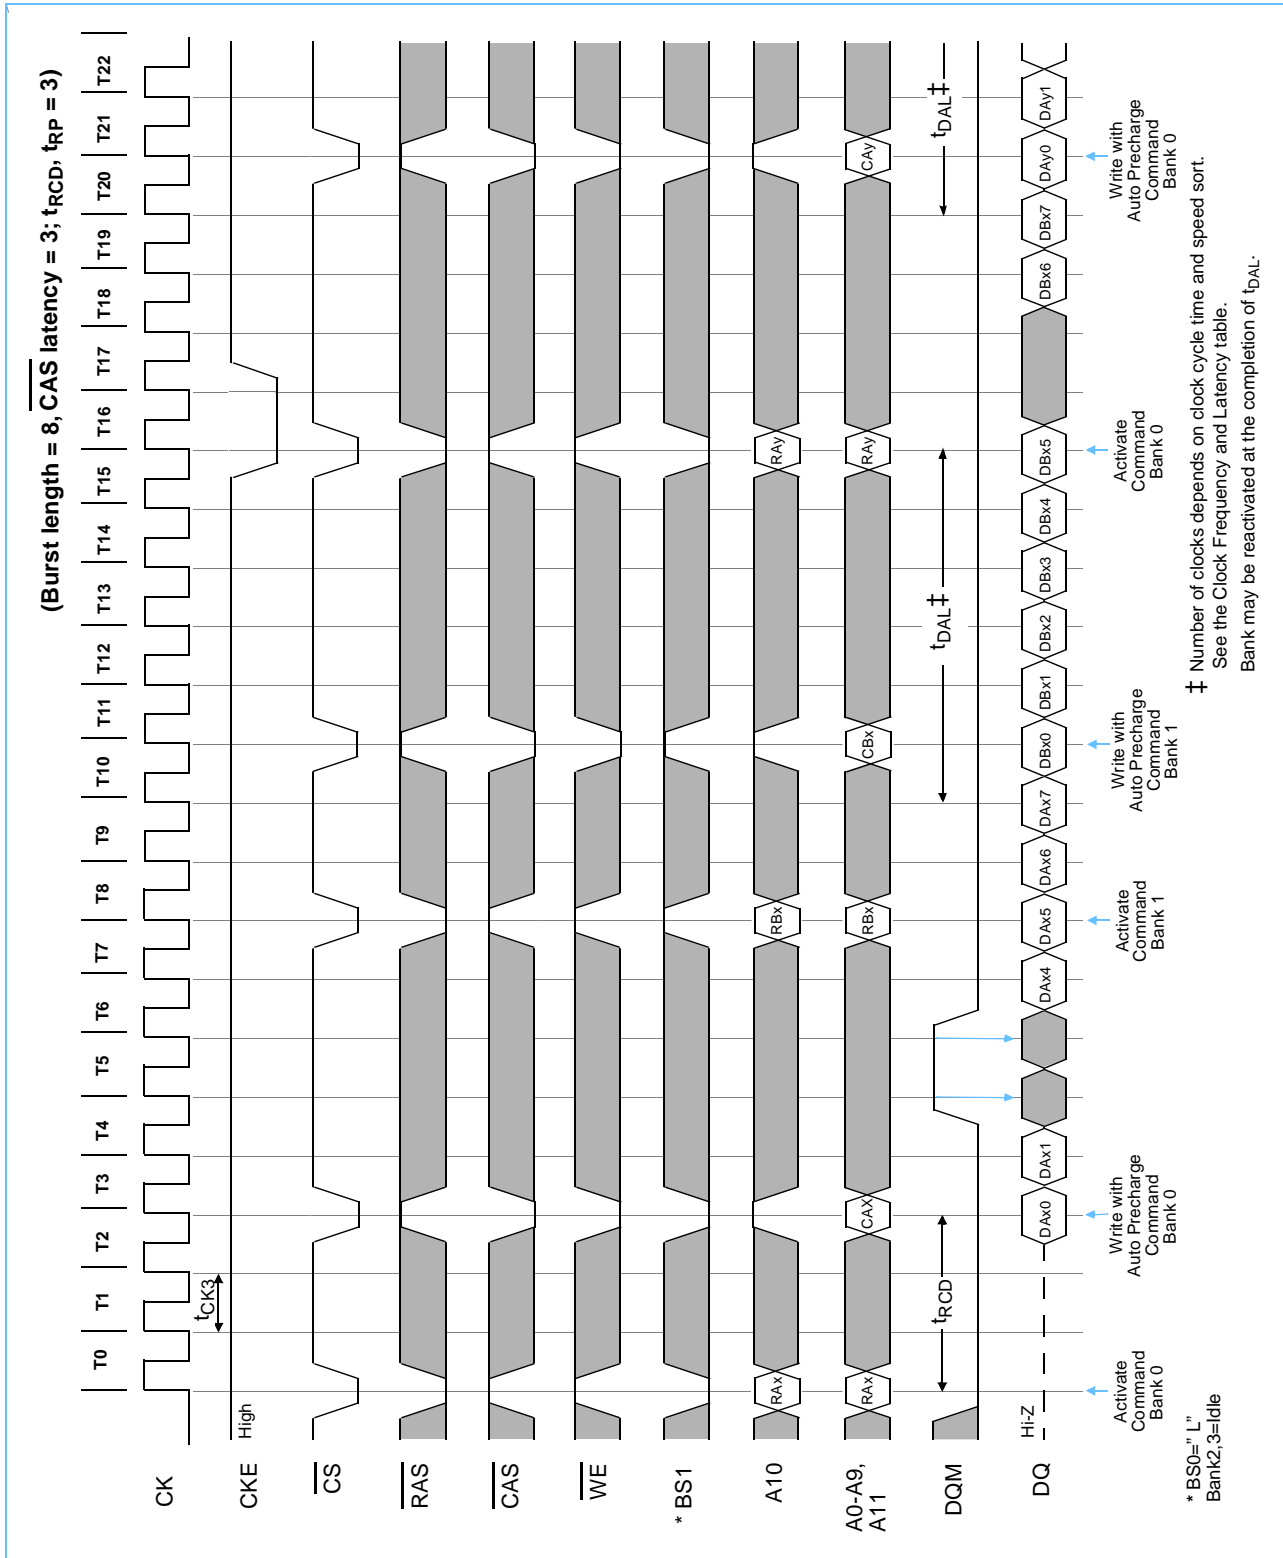 (Burst length = 8, CAS latency = 3; tRCD, tRP = 3)
T0 T1 T2 T3 T4 T5 T6 T7 T8 T9 T10 T11 T12 T13 T14 T15 T16 T17 T18 T19 T20 T21 T22
CK
tCK3
CKE
High
CS
RAS
CAS
WE
* BS1
A10
RAx RBx RAy
A0-A9,
A11
RAx CAX RBx CBx RAy CAy
DQM
tRCD
tDAL‡
tDAL‡
DQ
Hi-Z
DAx0 DAx1 DAx4 DAx5 DAx6 DAx7 DBx0 DBx1 DBx2 DBx3 DBx4 DBx5 DBx6 DBx7 DAy0 DAy1
Activate
Command
Bank 0
Write with
Auto Precharge
Command
Bank 0
Activate
Command
Bank 1
Write with
Auto Precharge
Command
Bank 1
Activate
Command
Bank 0
Write with
Auto Precharge
Command
Bank 0
* BS0=" L"
Bank2,3=Idle
‡ Number of clocks depends on clock cycle time and speed sort.
See the Clock Frequency and Latency table.
Bank may be reactivated at the completion of tDAL.